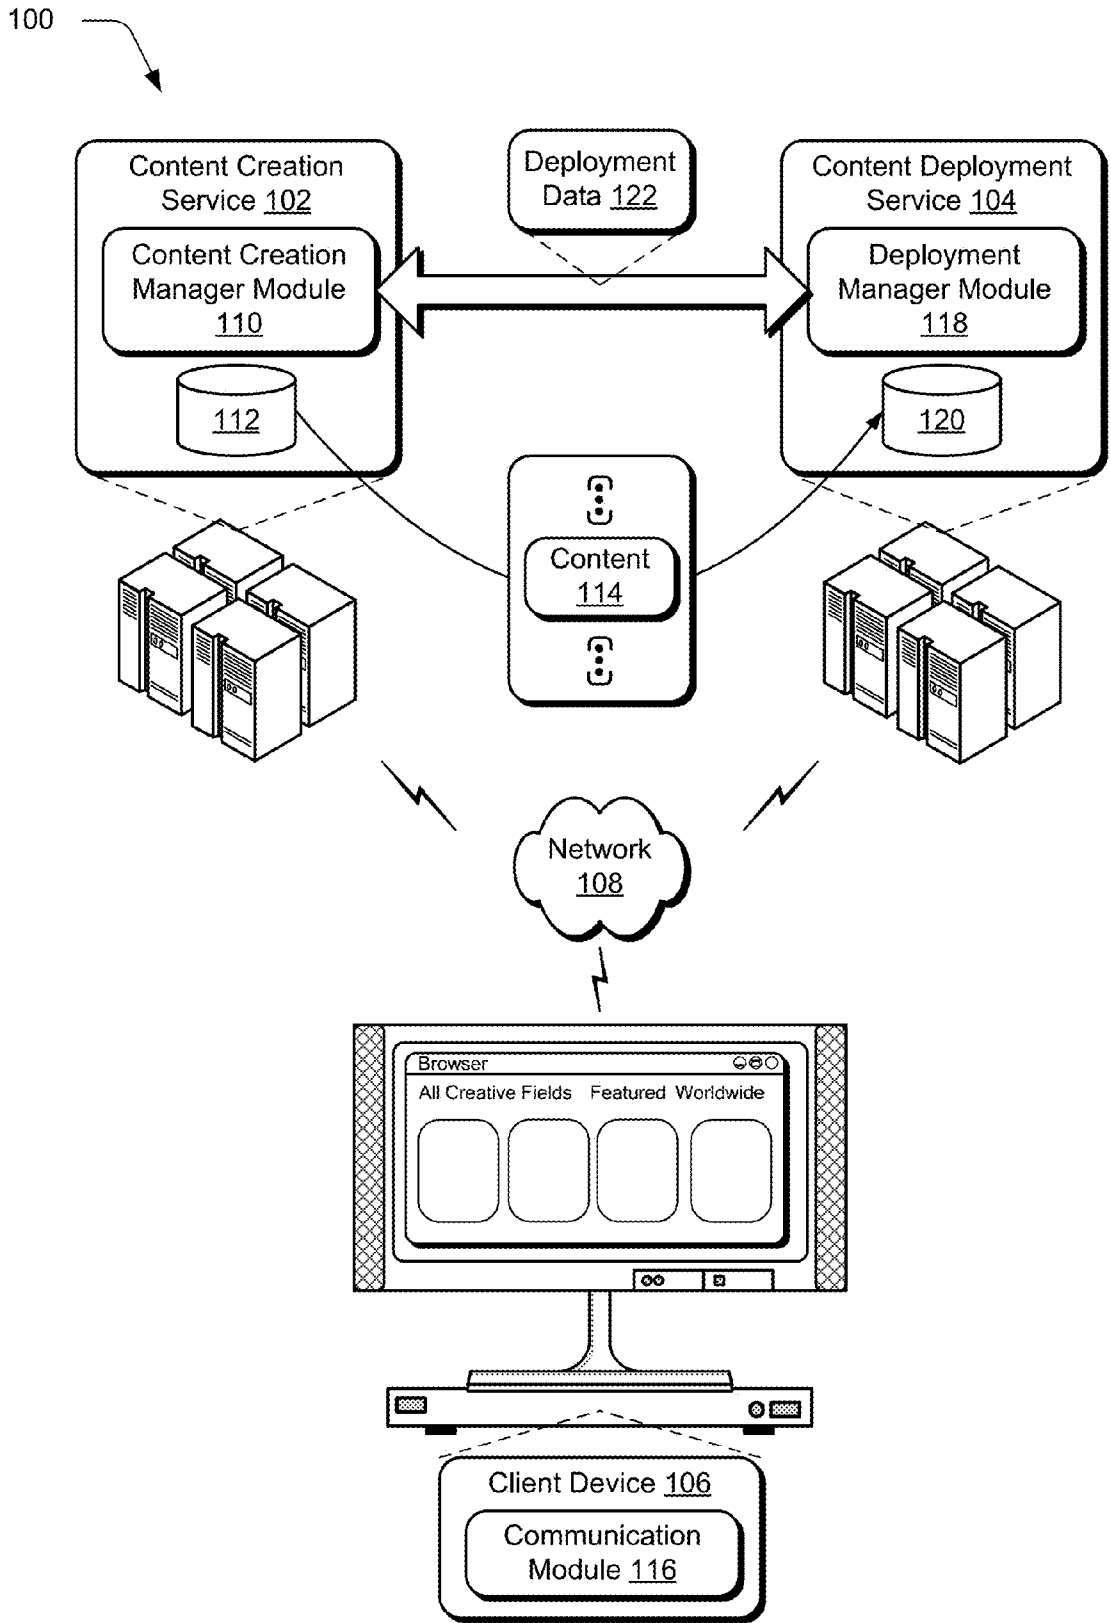 100
Content Creation
Service 102
Content Creation
Manager Module
110
112
Deployment
Data 122
Content Deployment
Service 104
Deployment
Manager Module
118
120
Content
114
Network
108
Browser
All Creative Fields Featured Worldwide
Client Device 106
Communication
Module 116